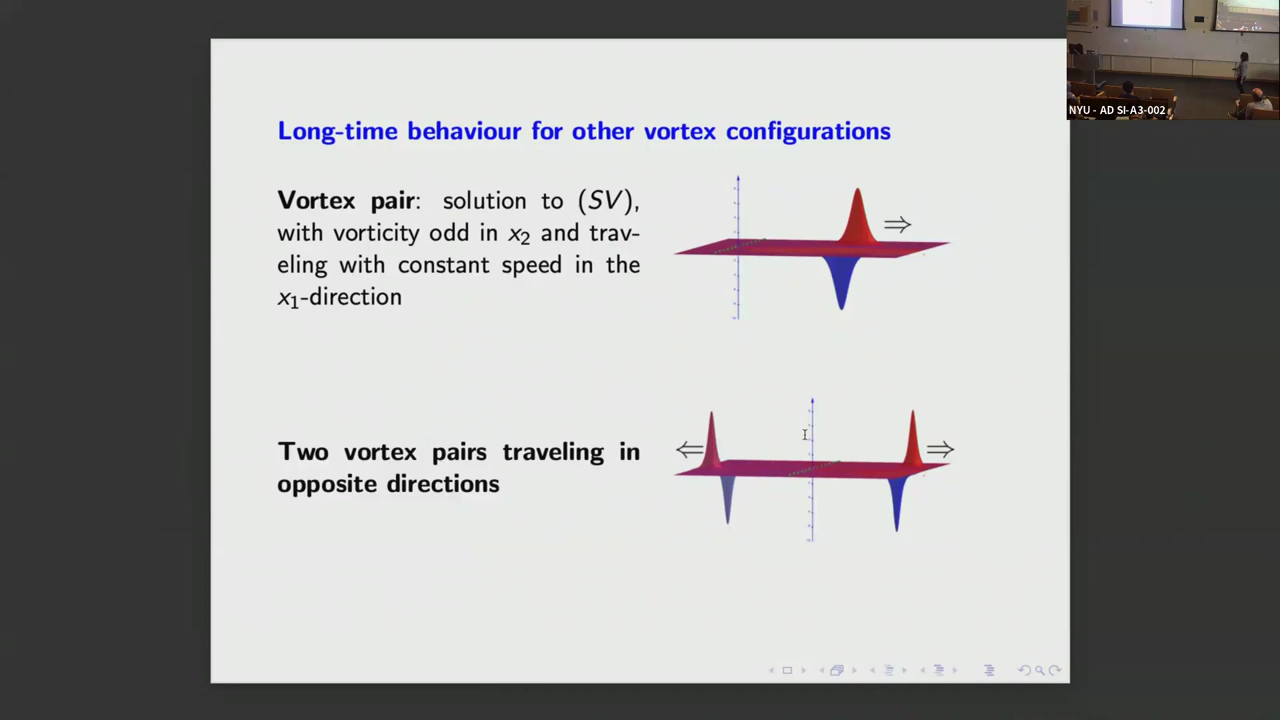 NYU - AD SI-A3-002
Long-time behaviour for other vortex configurations
Vortex pair: solution to (SV),
with vorticity odd in x₂ and trav-
eling with constant speed in the
x₁-direction
⇒
Two vortex pairs traveling in
opposite directions
⇐ ⇒